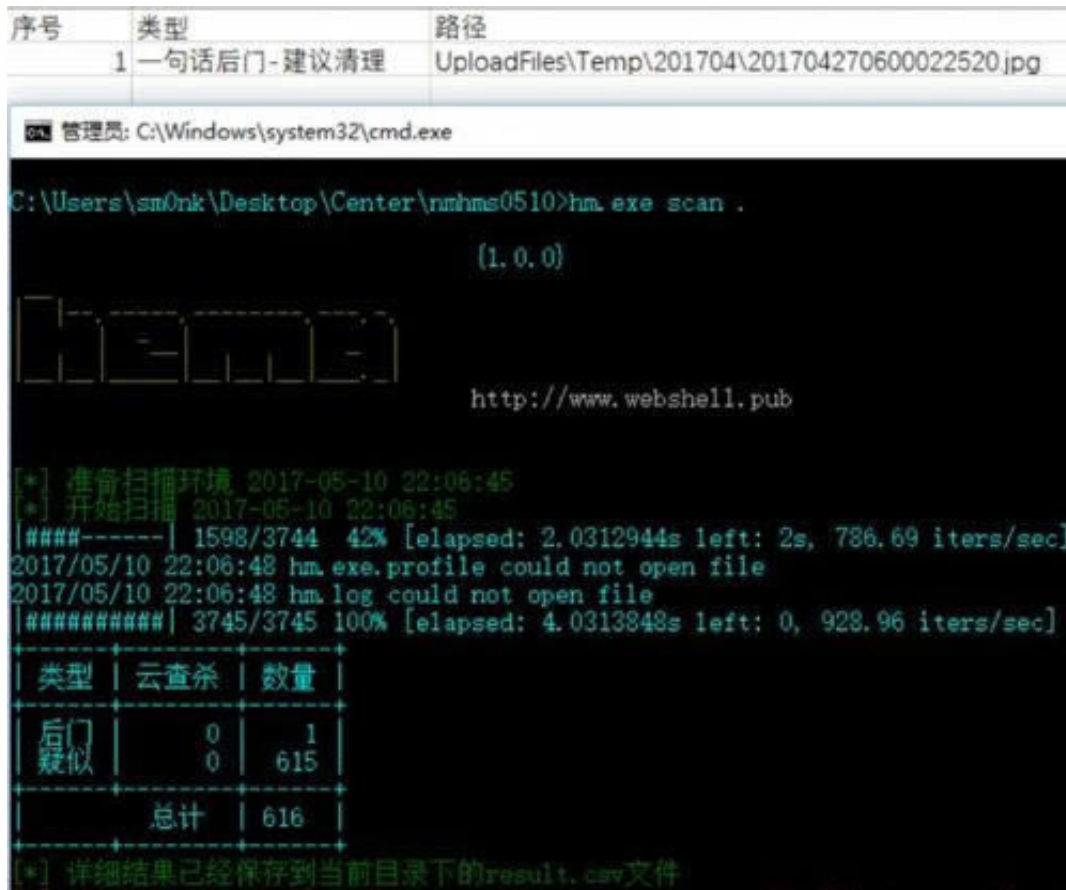 序号 类型 路径
1 一句话后门-建议清理 UploadFiles\Temp\201704\201704270600022520.jpg
管理员: C:\Windows\system32\cmd.exe
C:\Users\sm0nk\Desktop\Center\nmhms0510>hm.exe scan .
{1.0.0}
hema
http://www.webshell.pub
[*] 准备扫描环境 2017-05-10 22:06:45
[*] 开始扫描 2017-05-10 22:06:45
|####------| 1598/3744 42% [elapsed: 2.0312944s left: 2s, 786.69 iters/sec]
2017/05/10 22:06:48 hm.exe.profile could not open file
2017/05/10 22:06:48 hm.log could not open file
|##########| 3745/3745 100% [elapsed: 4.0313848s left: 0, 928.96 iters/sec]
类型 | 云查杀 | 数量
后门 | 0 | 1
疑似 | 0 | 615
总计 | 616
[*] 详细结果已经保存到当前目录下的result.csv文件